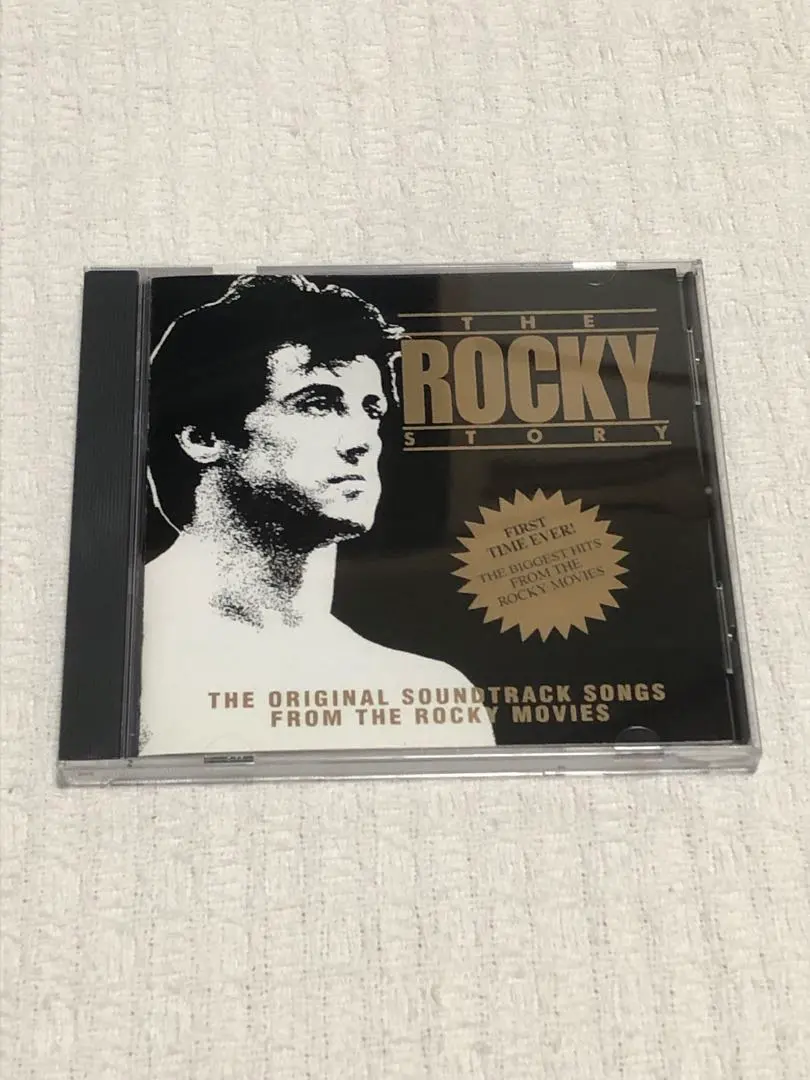 THE
ROCKY
STORY
FIRST
TIME EVER!
THE BIGGEST HITS
FROM THE
ROCKY MOVIES
THE ORIGINAL SOUNDTRACK SONGS
FROM THE ROCKY MOVIES